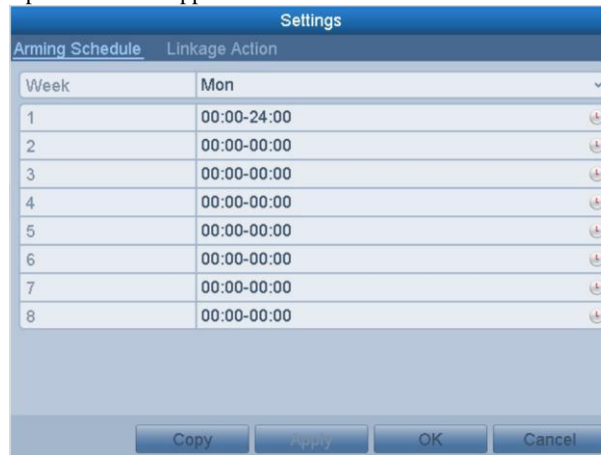 Settings
Arming Schedule Linkage Action
Week Mon
1 00:00-24:00
2 00:00-00:00
3 00:00-00:00
4 00:00-00:00
5 00:00-00:00
6 00:00-00:00
7 00:00-00:00
8 00:00-00:00
Copy Apply OK Cancel